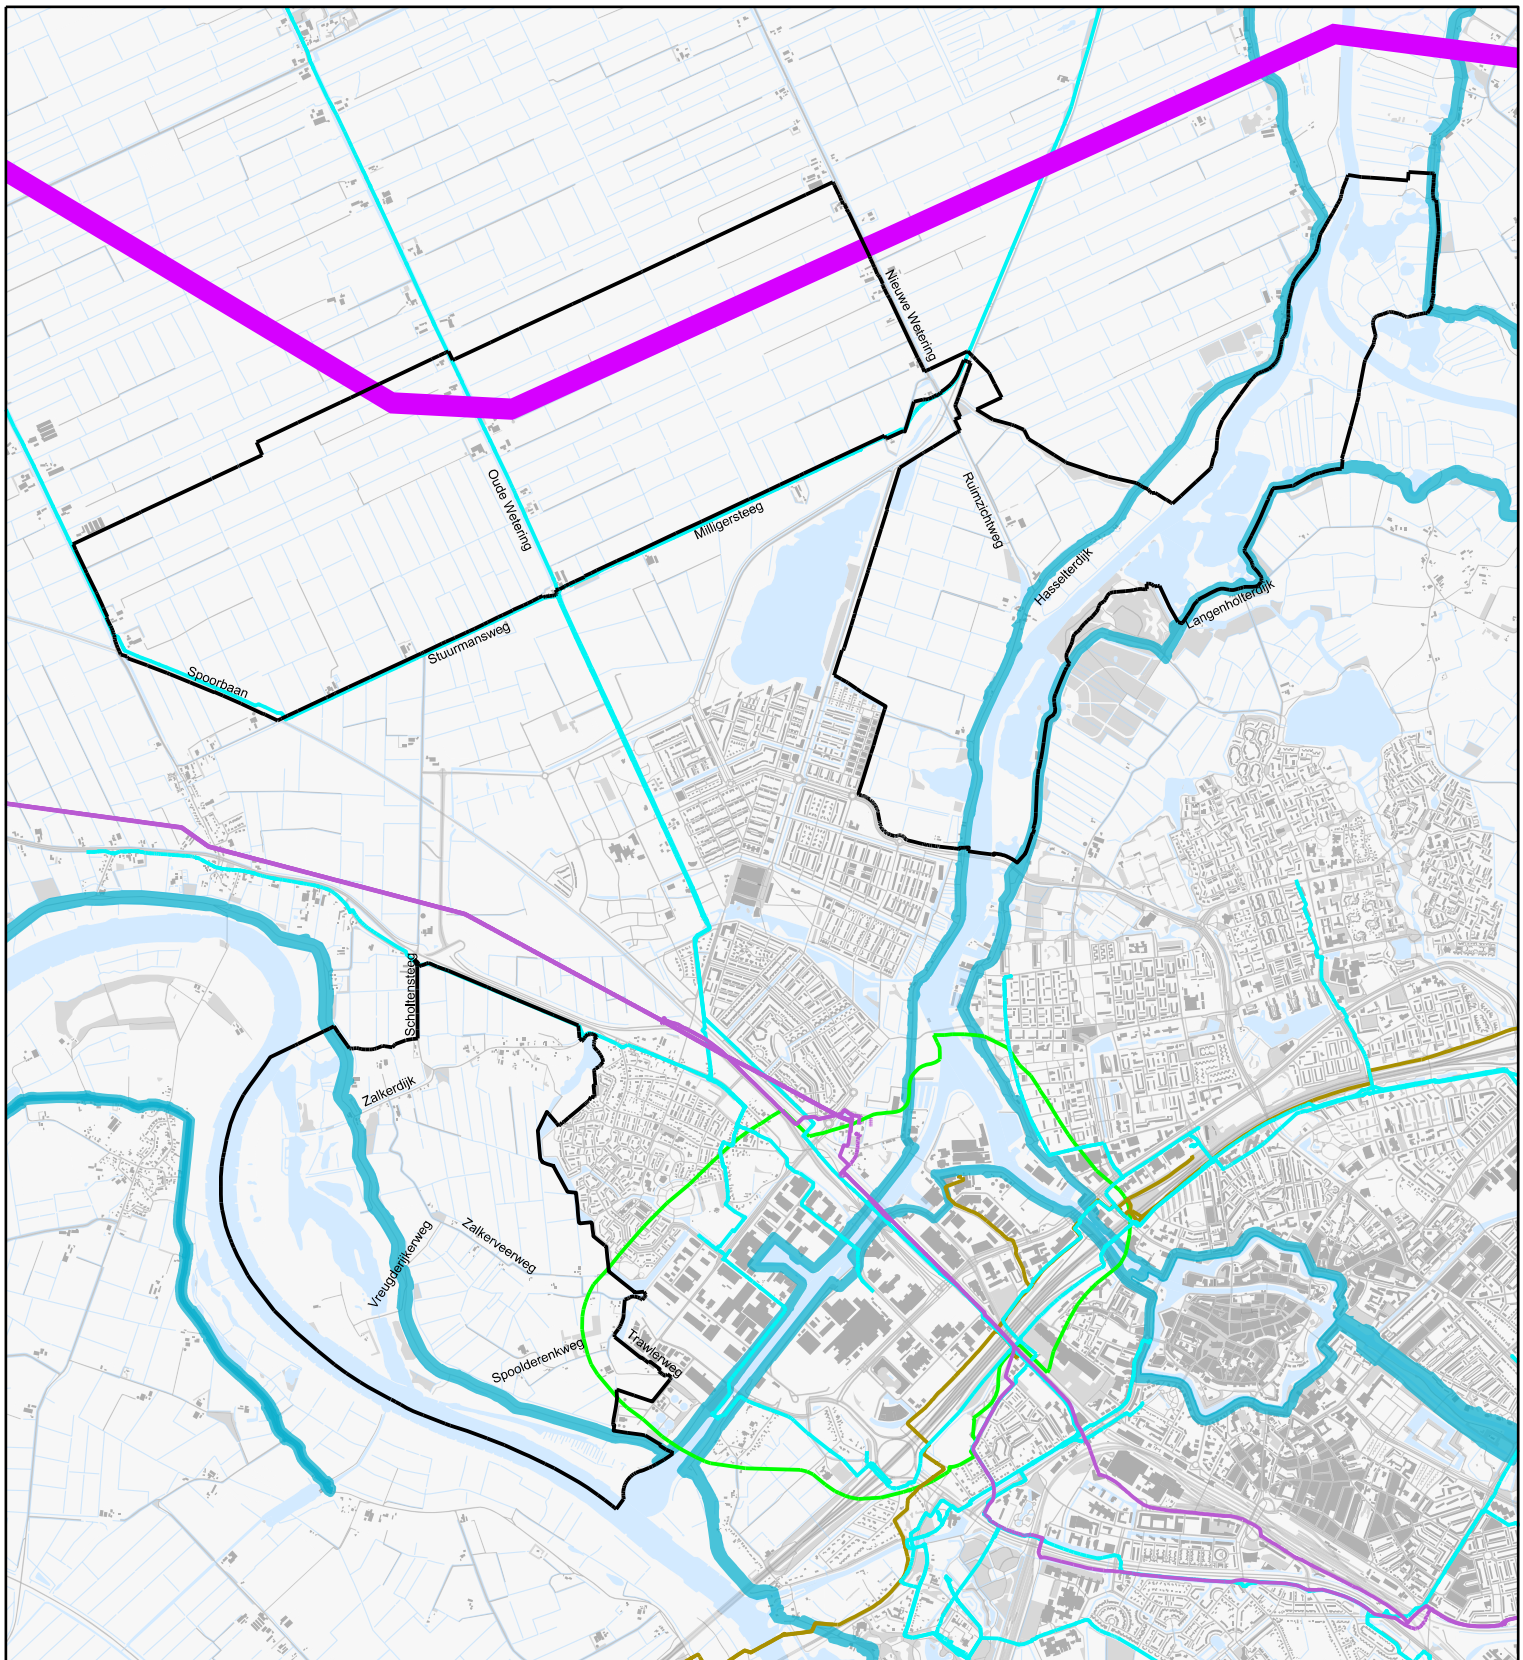 Nieuwe Wetering
Oude Wetering
Ruimzichtweg
Milligersteeg
Hasselterdijk
Langenholterdijk
Stuurmansweg
Spoorbaan
Scholtensteeg
Zalkerdijk
Zalkerveerweg
Vreugderijkerweg
Spoolderenkweg
Trawlerweg